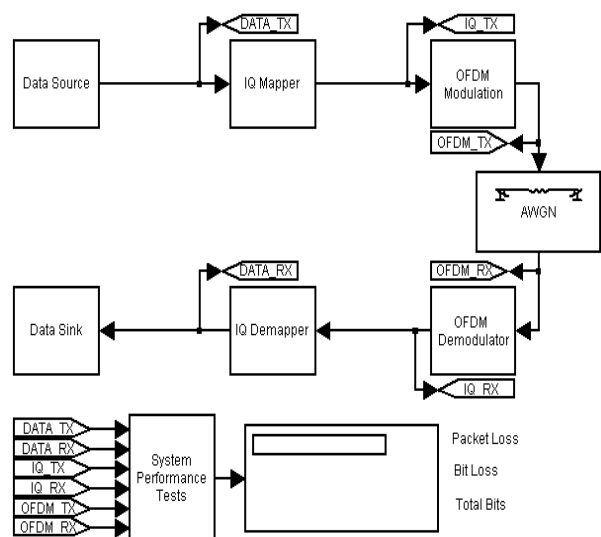 DATA_TX
IQ_TX
Data Source
IQ Mapper
OFDM
Modulation
OFDM_TX
AWGN
DATA_RX
OFDM_RX
Data Sink
IQ Demapper
OFDM
Demodulator
IQ_RX
DATA_TX
DATA_RX
IQ_TX
IQ_RX
OFDM_TX
OFDM_RX
System
Performance
Tests
Packet Loss
Bit Loss
Total Bits